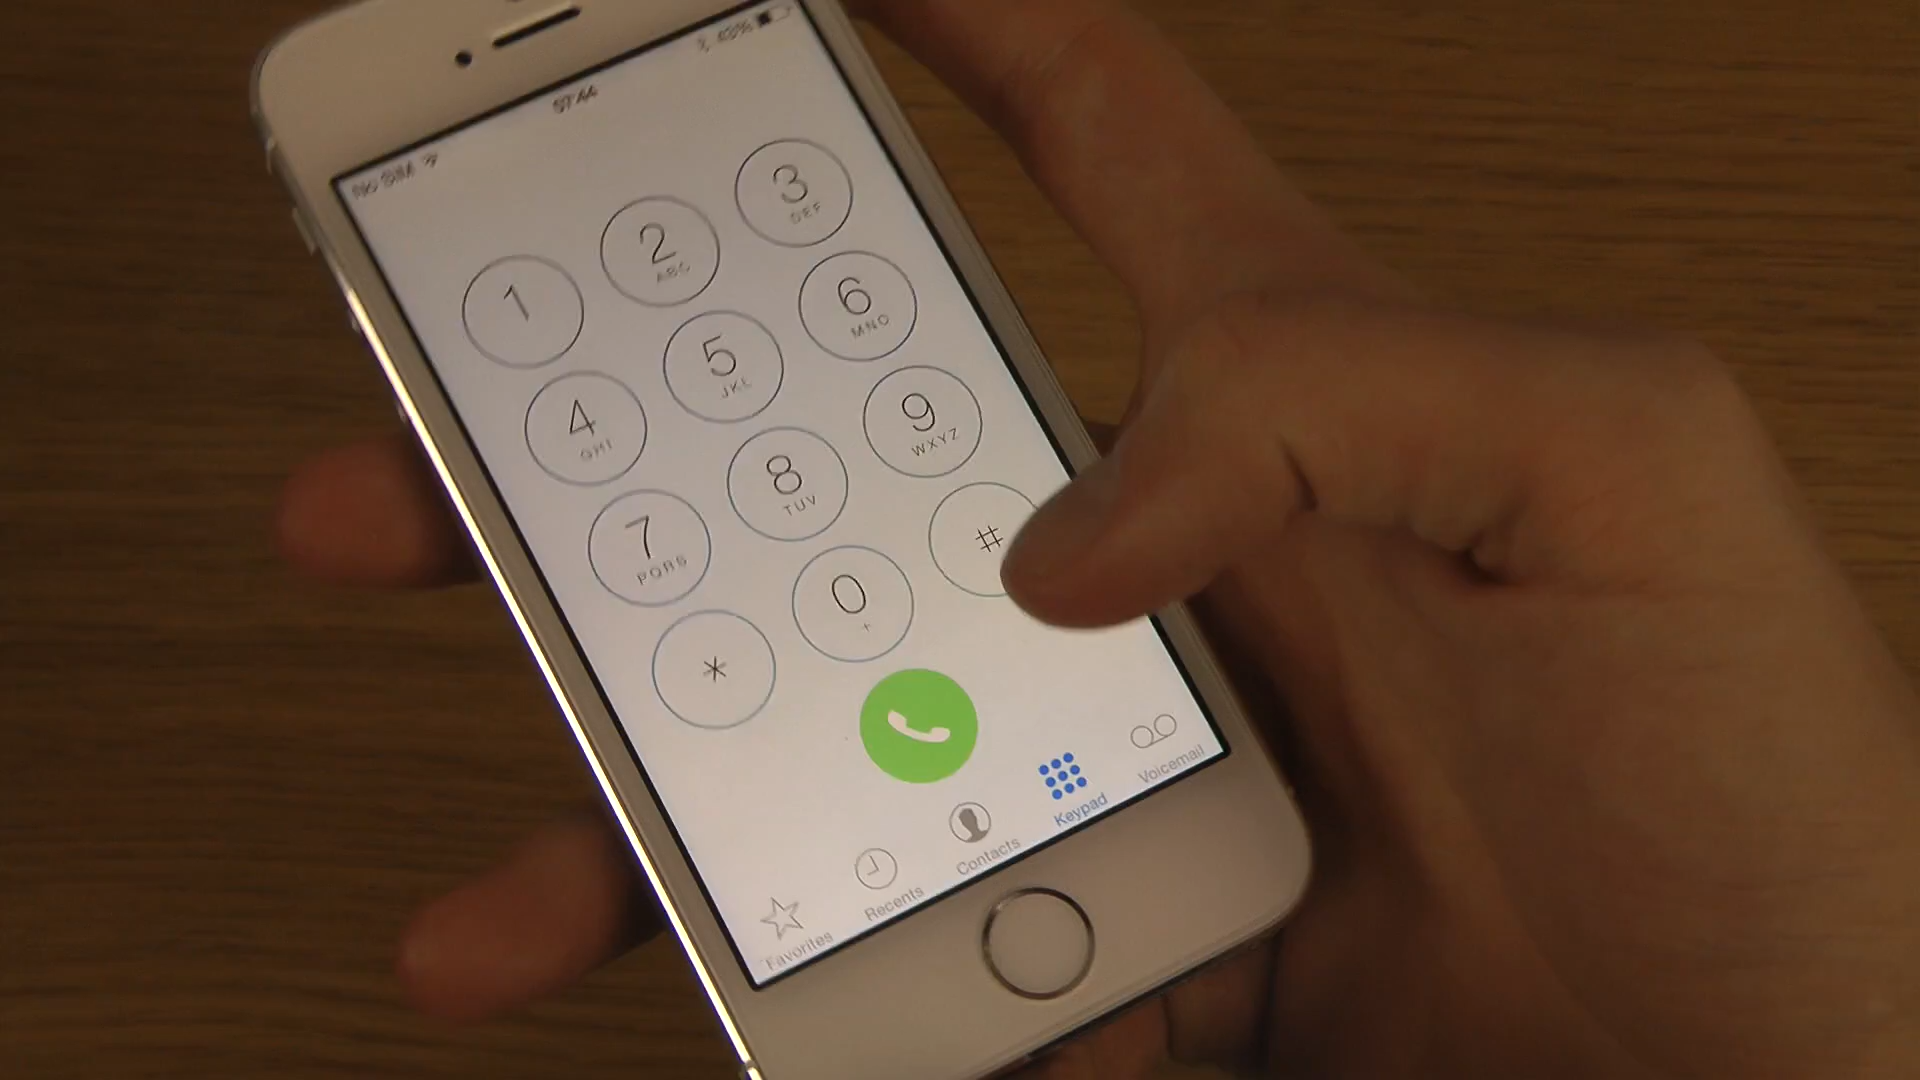 No SIM
07:44
1
2
ABC
3
DEF
4
GHI
5
JKL
6
MNO
7
PQRS
8
TUV
9
WXYZ
*
0
+
#
Favorites
Recents
Contacts
Keypad
Voicemail